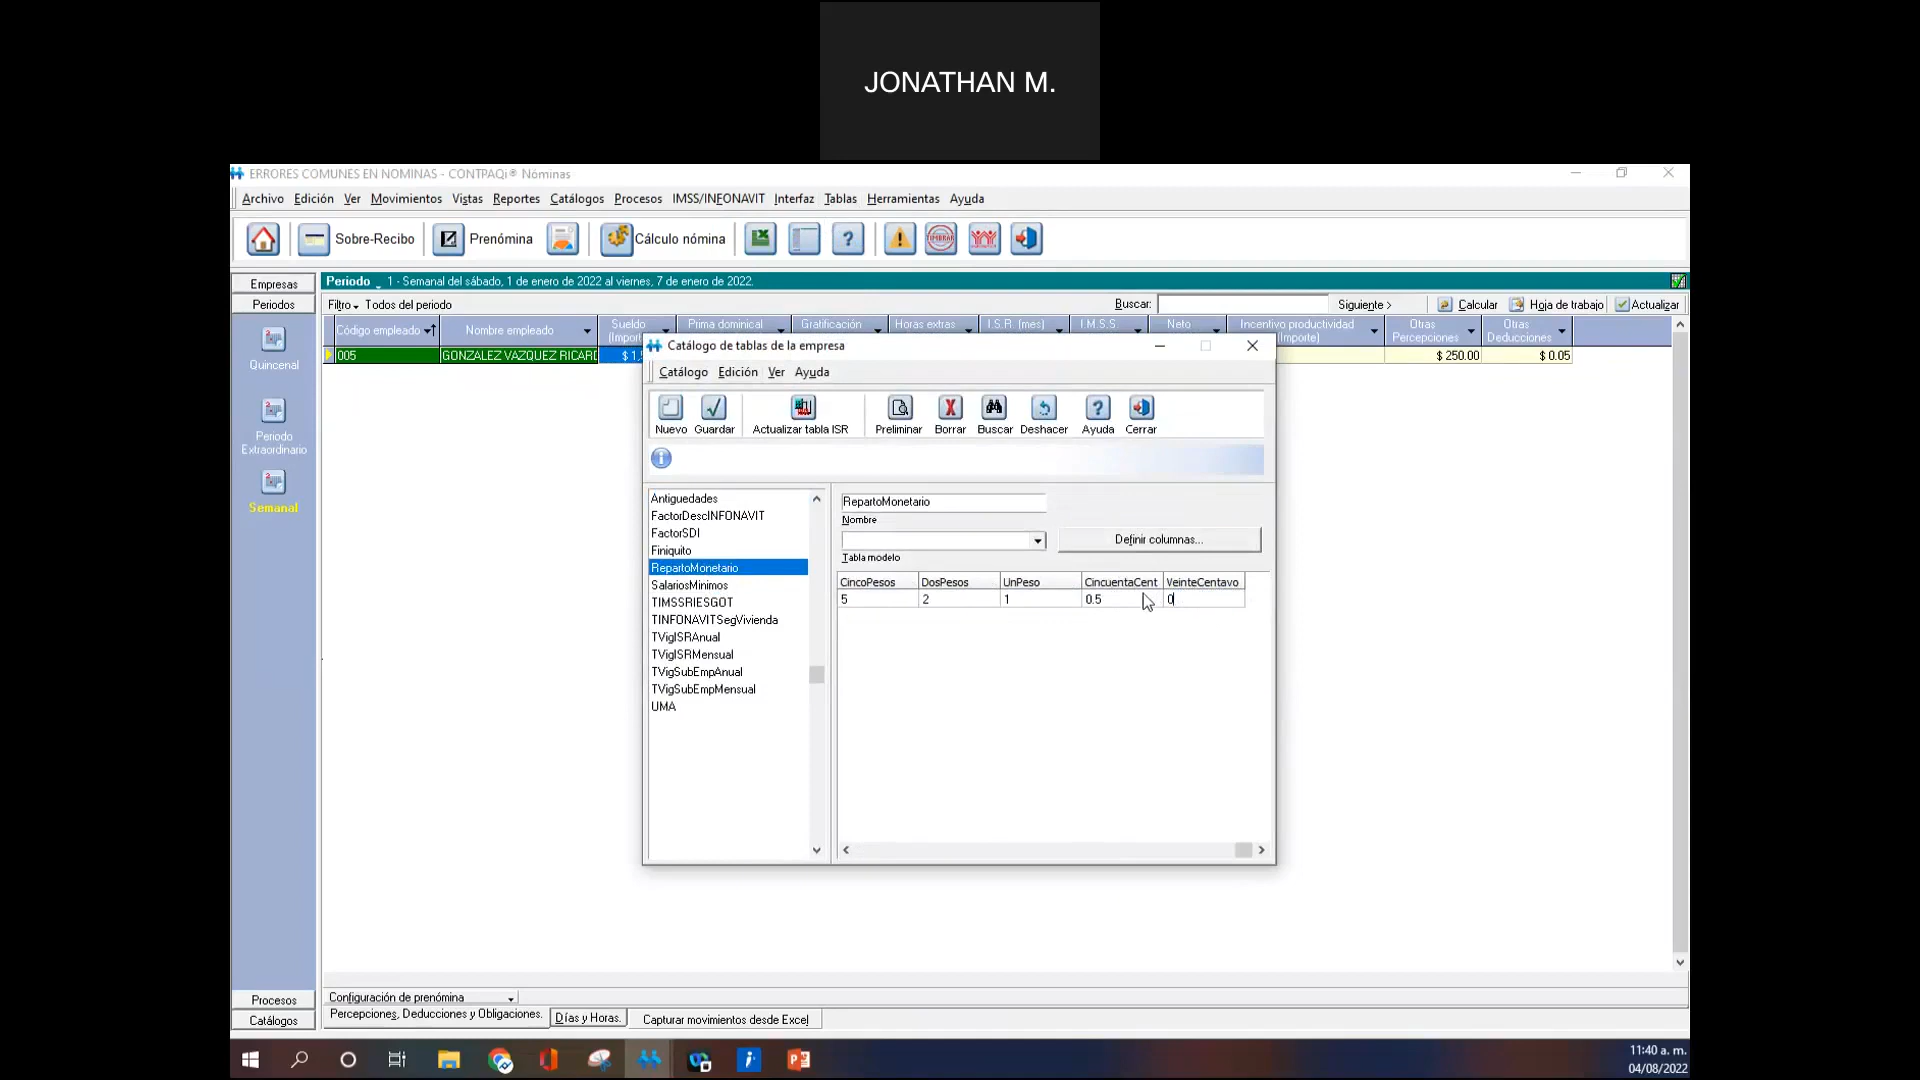 JONATHAN M.
ERRORES COMUNES EN NOMINAS - CONTPAQi® Nóminas
Archivo Edición Ver Movimientos Vistas Reportes Catálogos Procesos IMSS/INFONAVIT Interfaz Tablas Herramientas Ayuda
Sobre-Recibo Prenómina Cálculo nómina
Empresas
Periodo 1 - Semanal del sábado, 1 de enero de 2022 al viernes, 7 de enero de 2022.
Periodos
Filtro Todos del periodo Buscar: Siguiente > Calcular Hoja de trabajo Actualizar
Código empleado Nombre empleado Sueldo Prima dominical Gratificación Horas extras I.S.R. (mes) I.M.S.S. Neto Incentivo productividad (Importe) Otras Percepciones Otras Deducciones
005 GONZALEZ VAZQUEZ RICARD $ 250.00 $ 0.05
Quincenal
Periodo
Extraordinario
Semanal
Catálogo de tablas de la empresa
Catálogo Edición Ver Ayuda
Nuevo Guardar Actualizar tabla ISR Preliminar Borrar Buscar Deshacer Ayuda Cerrar
Antiguedades
FactorDescINFONAVIT
FactorSDI
Finiquito
RepartoMonetario
SalariosMinimos
TIMSSRIESGOT
TINFONAVITSegVivienda
TVigISRAnual
TVigISRMensual
TVigSubEmpAnual
TVigSubEmpMensual
UMA
RepartoMonetario
Nombre
Definir columnas...
Tabla modelo
CincoPesos DosPesos UnPeso CincuentaCent VeinteCentavo
5 2 1 0.5 0
Procesos
Catálogos
Configuración de prenómina
Percepciones, Deducciones y Obligaciones. Días y Horas. Capturar movimientos desde Excel
11:40 a. m.
04/08/2022